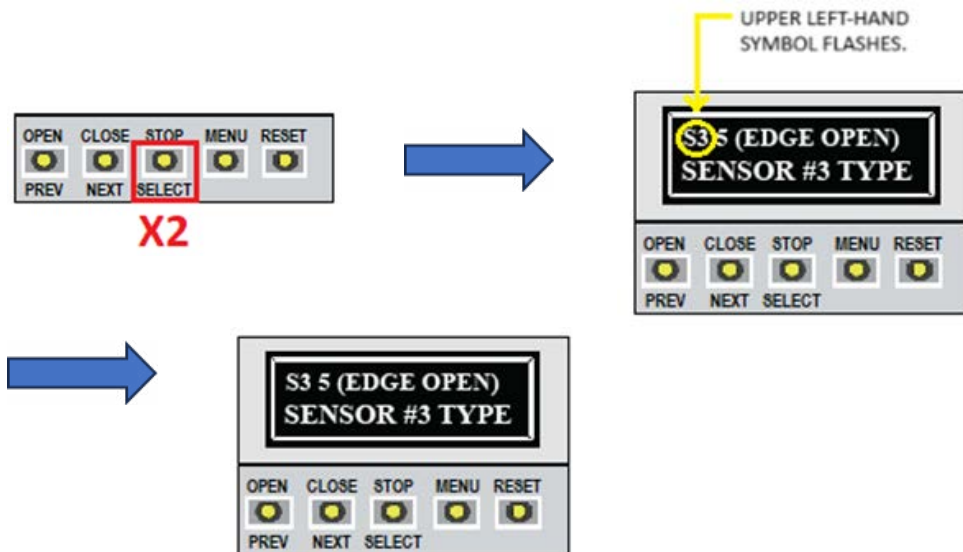 UPPER LEFT-HAND
SYMBOL FLASHES.
OPEN CLOSE STOP MENU RESET
PREV NEXT SELECT
X2
S3 5 (EDGE OPEN)
SENSOR #3 TYPE
OPEN CLOSE STOP MENU RESET
PREV NEXT SELECT
S3 5 (EDGE OPEN)
SENSOR #3 TYPE
OPEN CLOSE STOP MENU RESET
PREV NEXT SELECT